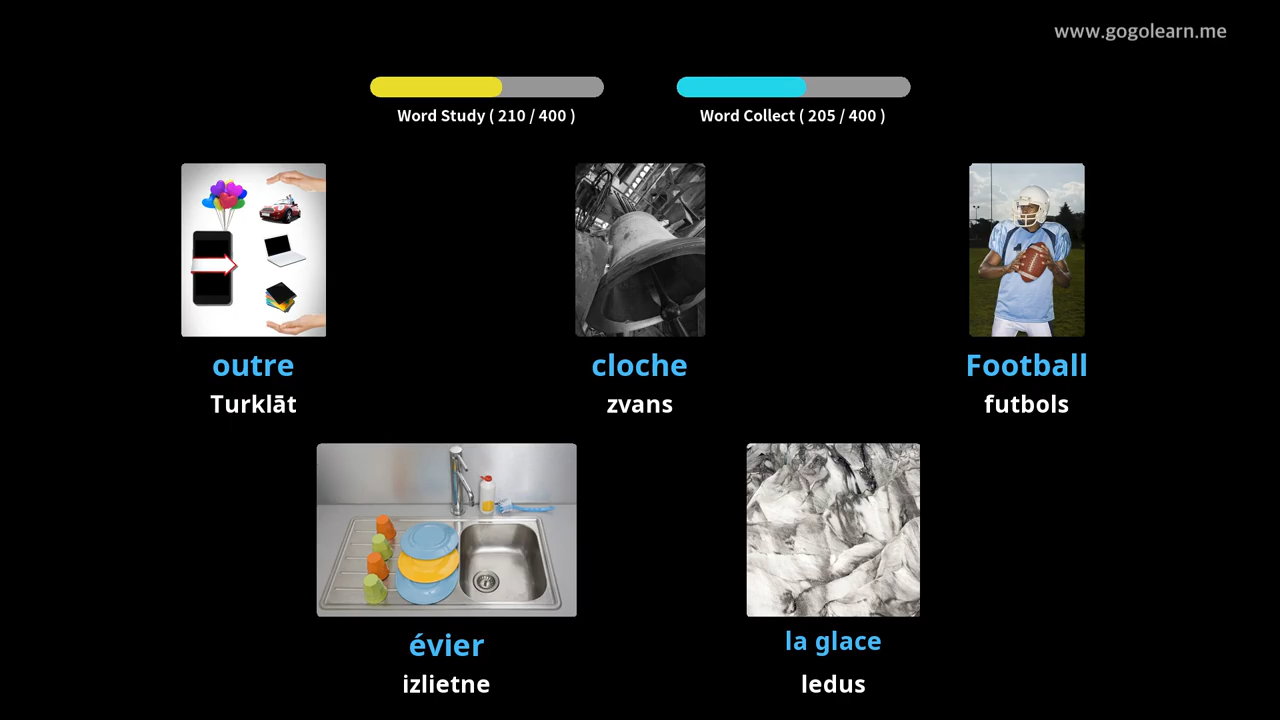 www.gogolearn.me
Word Study ( 210 / 400 )
Word Collect ( 205 / 400 )
outre
Turklāt
cloche
zvans
Football
futbols
évier
izlietne
la glace
ledus